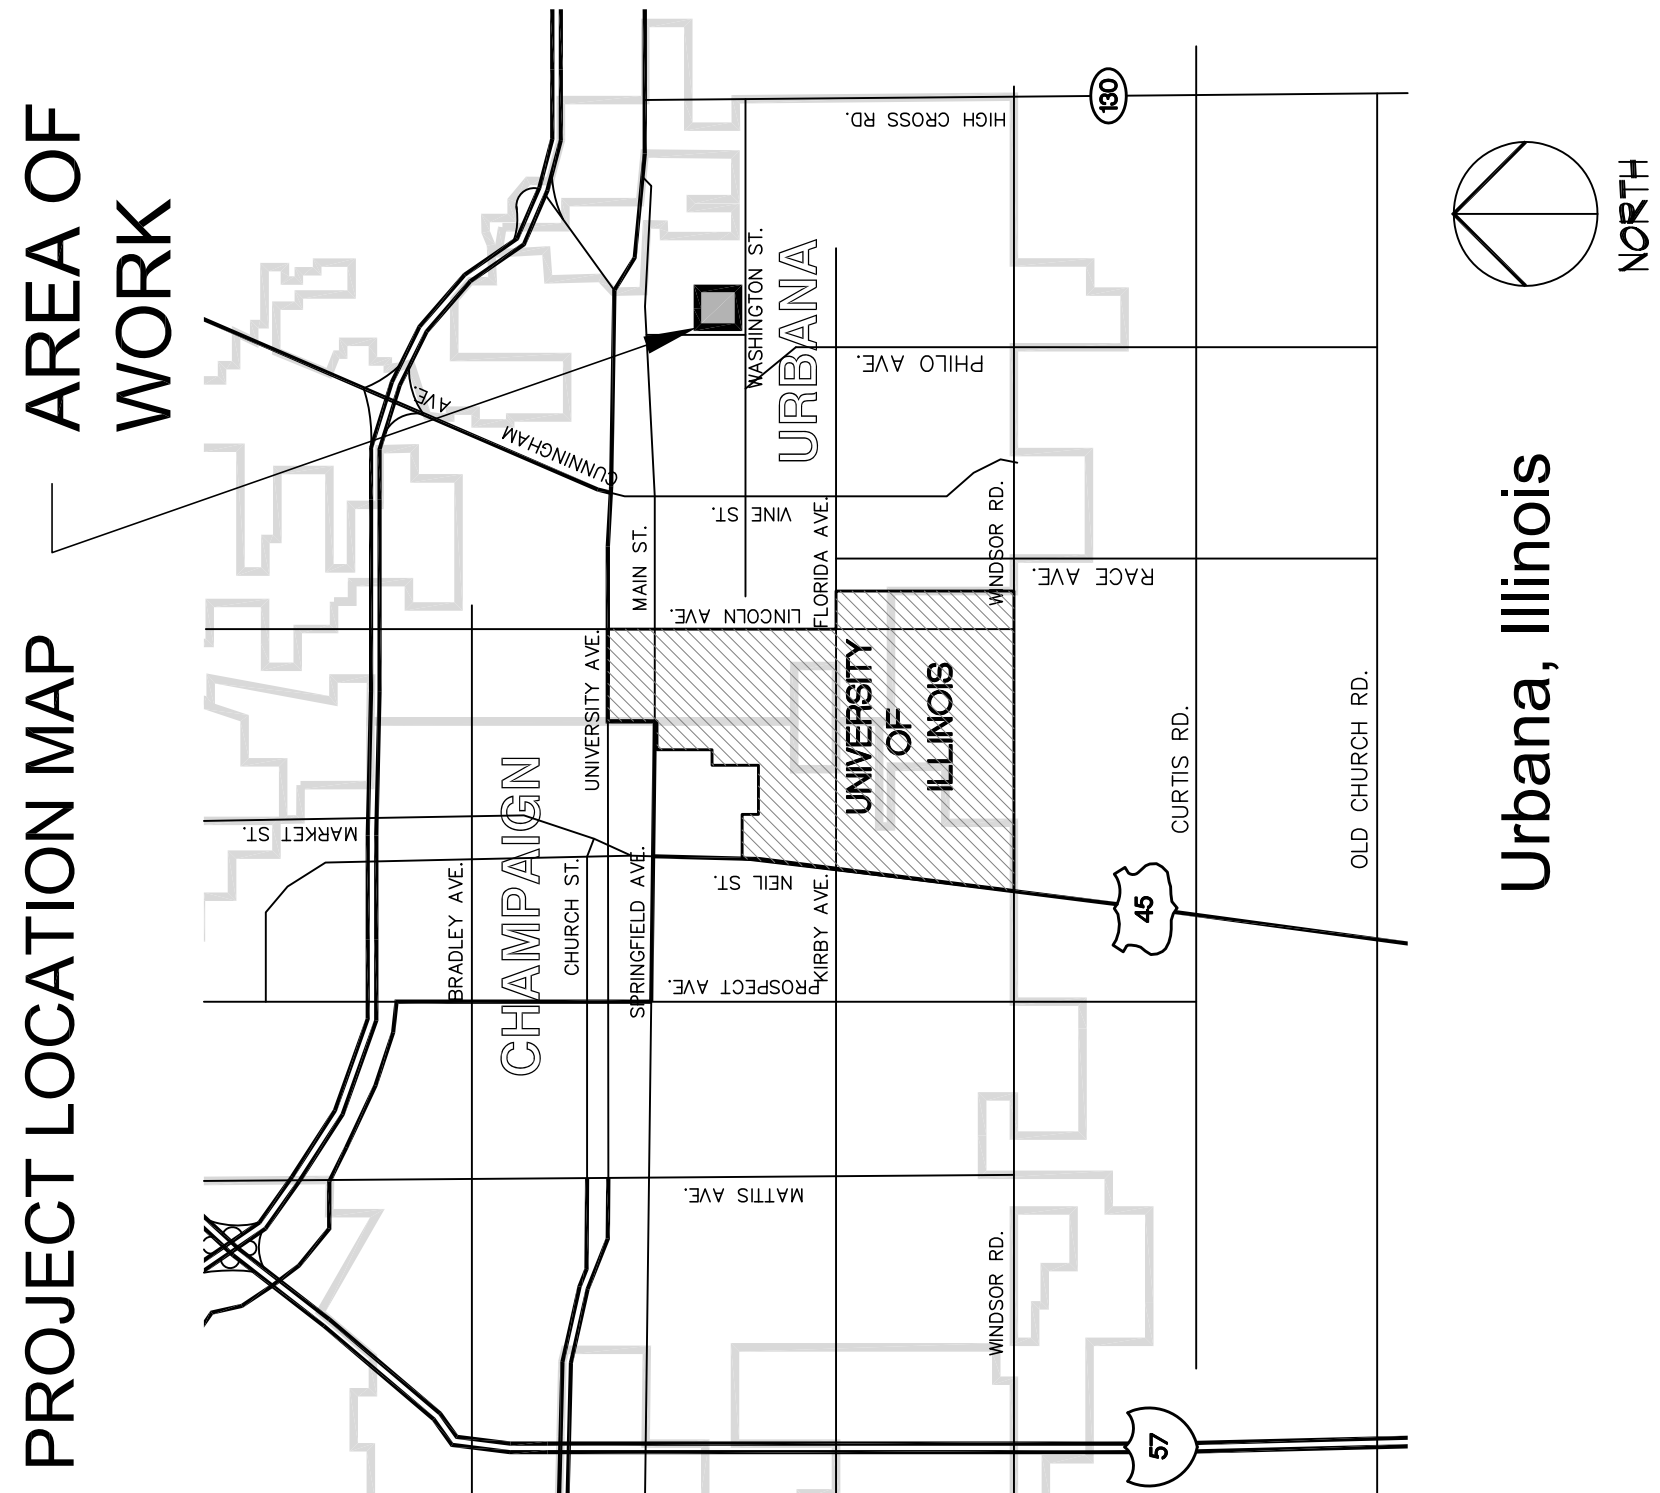 PROJECT LOCATION MAP
AREA OF
WORK
MARKET ST.
CUNNINGHAM AVE.
BRADLEY AVE.
CHAMPAIGN
CHURCH ST.
UNIVERSITY AVE.
SPRINGFIELD AVE.
MAIN ST.
MATTIS AVE.
PROSPECT AVE.
NEIL ST.
LINCOLN AVE.
VINE ST.
WASHINGTON ST.
URBANA
KIRBY AVE.
FLORIDA AVE.
UNIVERSITY
OF
ILLINOIS
PHILO AVE.
HIGH CROSS RD.
WINDSOR RD.
WINDSOR RD.
RACE AVE.
130
45
57
CURTIS RD.
OLD CHURCH RD.
Urbana, Illinois
NORTH